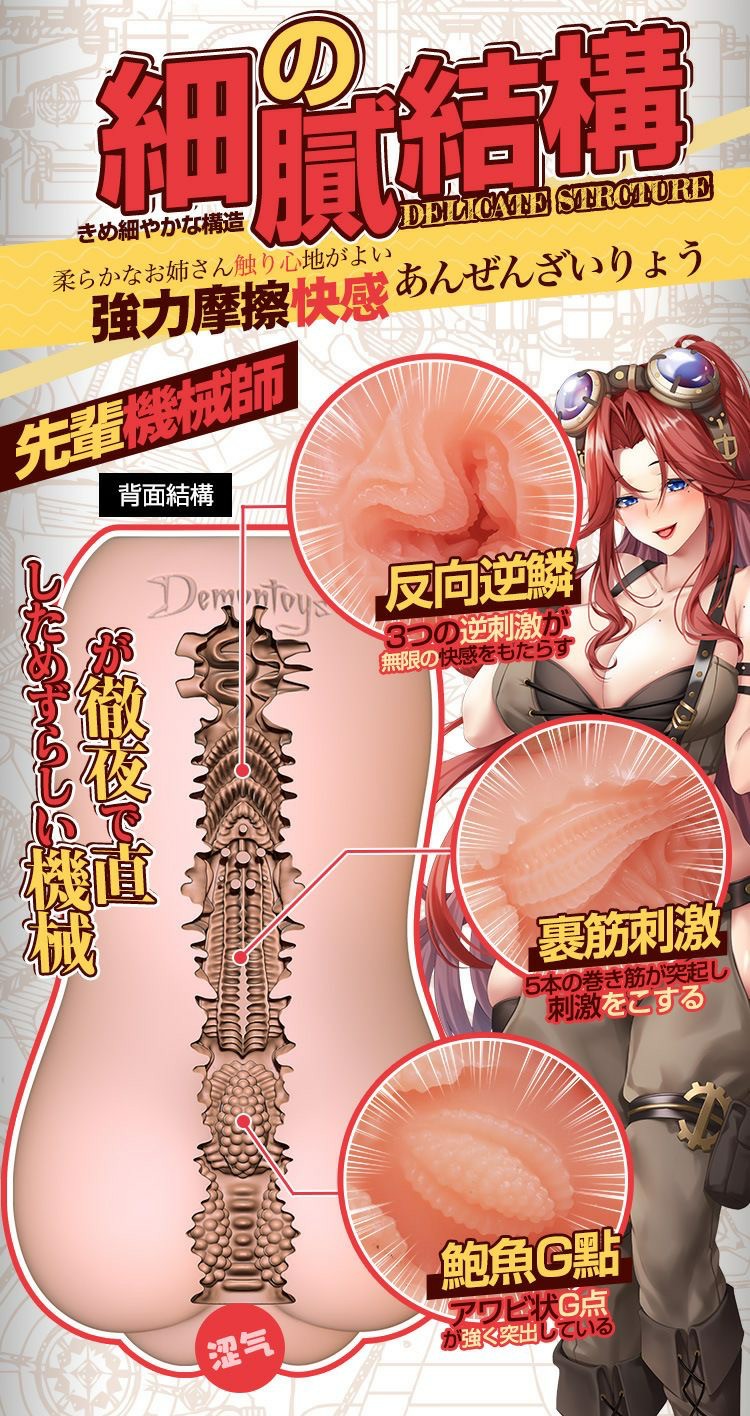 細の膩結構
きめ細やかな構造
DELICATE STRCTURE
柔らかなお姉さん触り心地がよい
強力摩擦快感
あんぜんざいりょう
先輩機械師
背面結構
Demontoys
が徹夜で直
しためずらしい機械
反向逆鱗
3つの逆刺激が
無限の快感をもたらす
裹筋刺激
5本の巻き筋が突起し
刺激をこする
鮑魚G點
アワビ状G点
が強く突出している
涩气